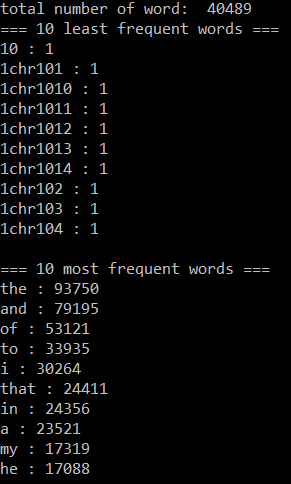 total number of word:  40489
=== 10 least frequent words ===
10 : 1
1chr101 : 1
1chr1010 : 1
1chr1011 : 1
1chr1012 : 1
1chr1013 : 1
1chr1014 : 1
1chr102 : 1
1chr103 : 1
1chr104 : 1

=== 10 most frequent words ===
the : 93750
and : 79195
of : 53121
to : 33935
i : 30264
that : 24411
in : 24356
a : 23521
my : 17319
he : 17088